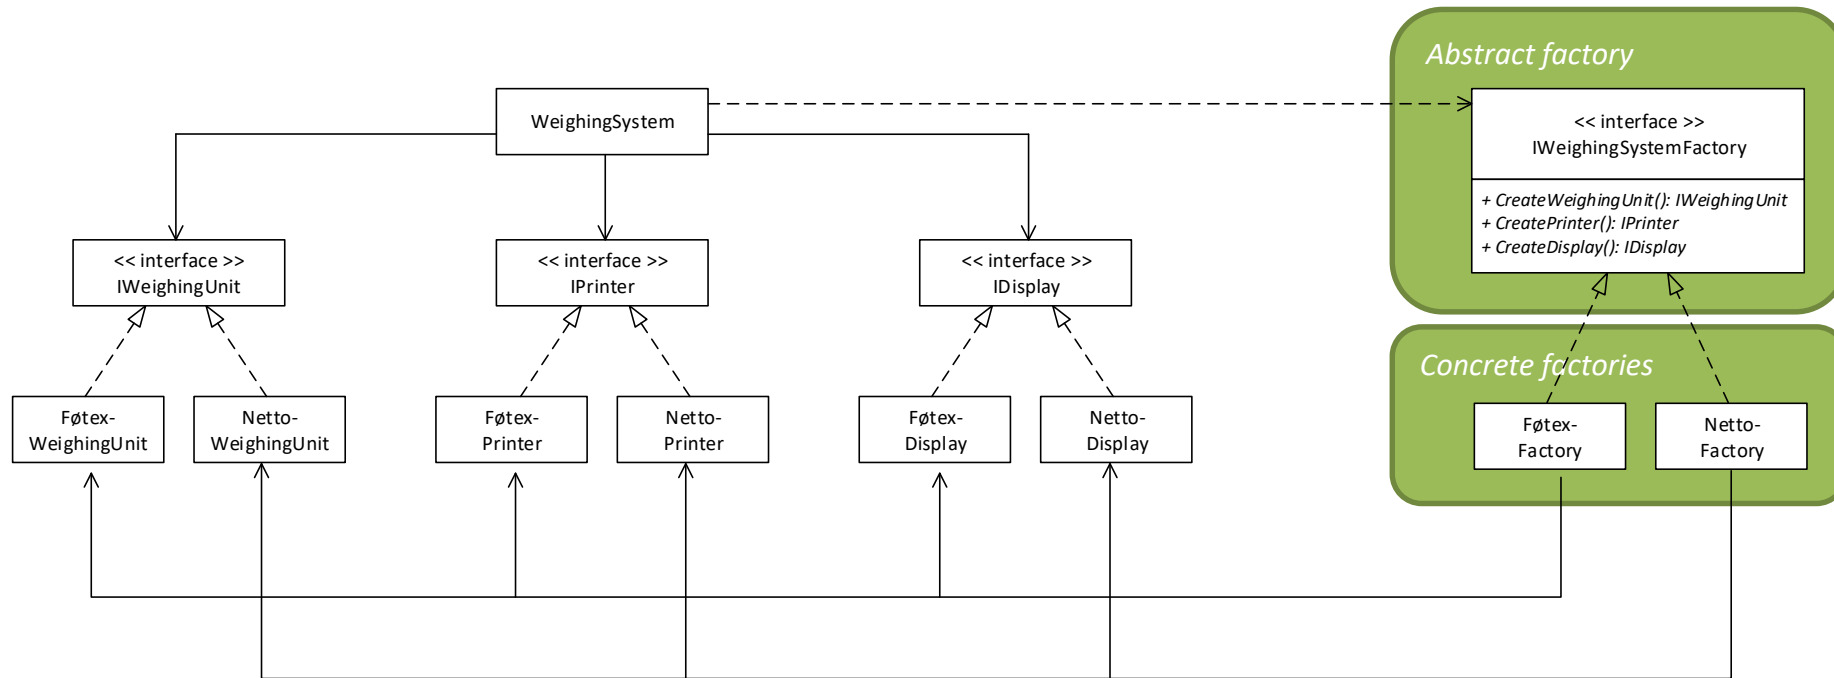 Abstract factory
WeighingSystem
<< interface >>
IWeighingSystemFactory
+ CreateWeighingUnit(): IWeighingUnit
+ CreatePrinter(): IPrinter
+ CreateDisplay(): IDisplay
<< interface >>
IWeighingUnit
<< interface >>
IPrinter
<< interface >>
IDisplay
Concrete factories
Føtex-
WeighingUnit
Netto-
WeighingUnit
Føtex-
Printer
Netto-
Printer
Føtex-
Display
Netto-
Display
Føtex-
Factory
Netto-
Factory